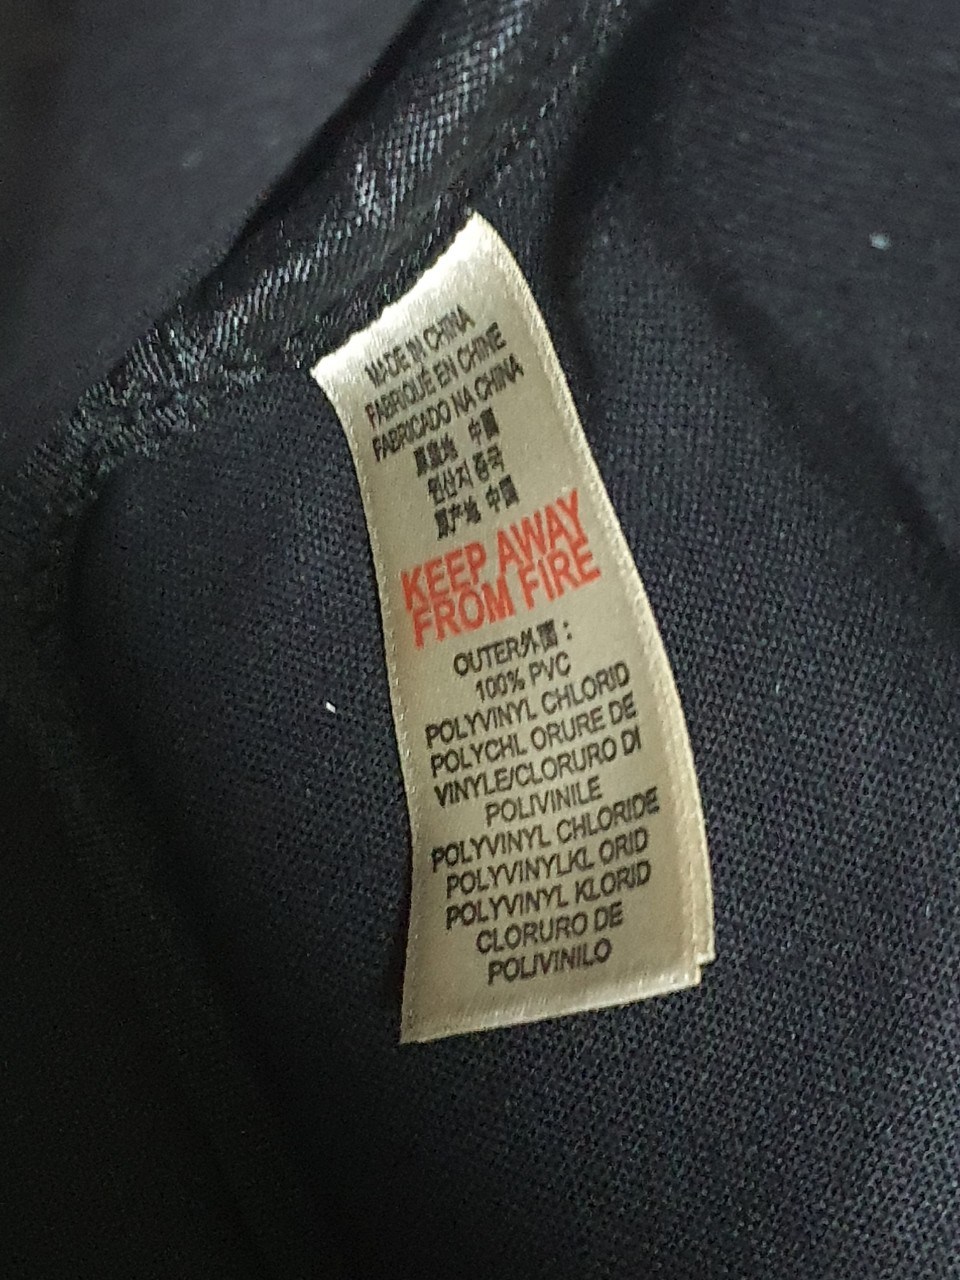 MADE IN CHINA
FABRIQUÉ EN CHINE
FABRICADO NA CHINA
原產地 中國
원산지 중국
原产地 中国
KEEP AWAY
FROM FIRE
OUTER外面：
100% PVC
POLYVINYL CHLORID
POLYCHL ORURE DE
VINYLE/CLORURO DI
POLIVINILE
POLYVINYL CHLORIDE
POLYVINYLKL ORID
POLYVINYL KLORID
CLORURO DE
POLIVINILO